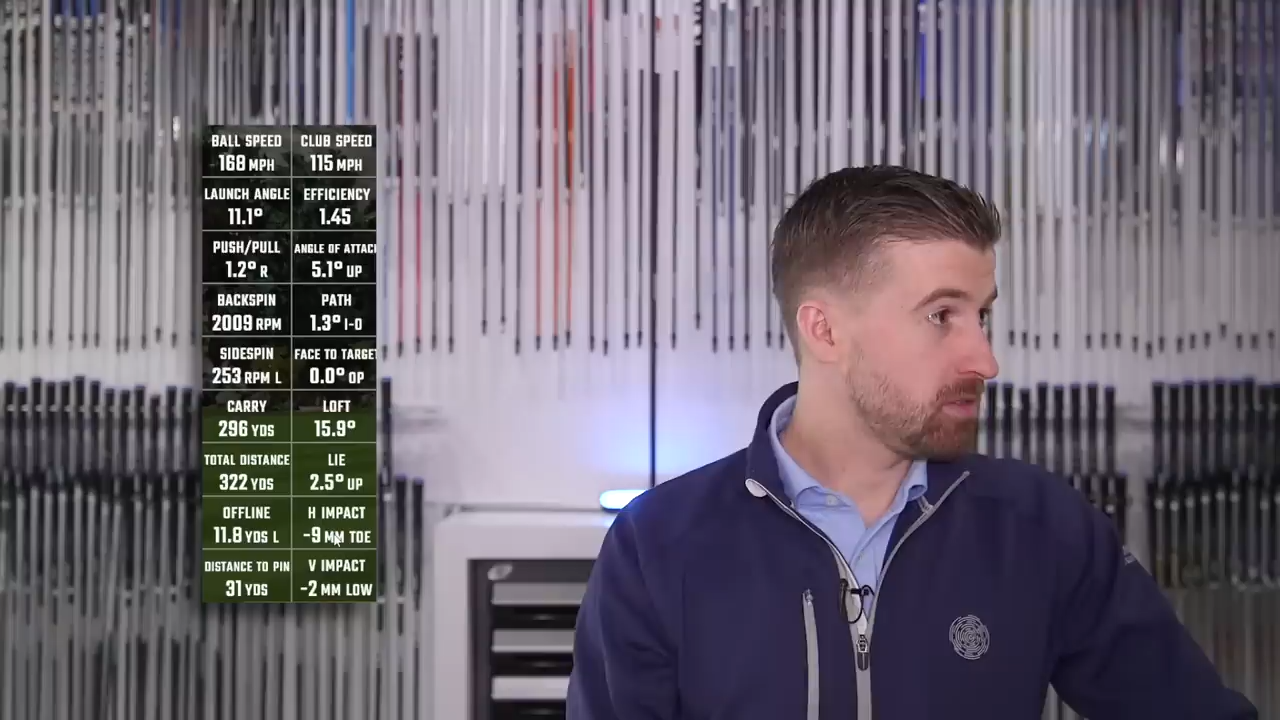 BALL SPEED CLUB SPEED
168 MPH 115 MPH
LAUNCH ANGLE EFFICIENCY
11.1° 1.45
PUSH/PULL ANGLE OF ATTACK
1.2° R 5.1° UP
BACKSPIN PATH
2009 RPM 1.3° I-O
SIDESPIN FACE TO TARGET
253 RPM L 0.0° OP
CARRY LOFT
296 YDS 15.9°
TOTAL DISTANCE LIE
322 YDS 2.5° UP
OFFLINE H IMPACT
11.8 YDS L -9 MM TOE
DISTANCE TO PIN V IMPACT
31 YDS -2 MM LOW